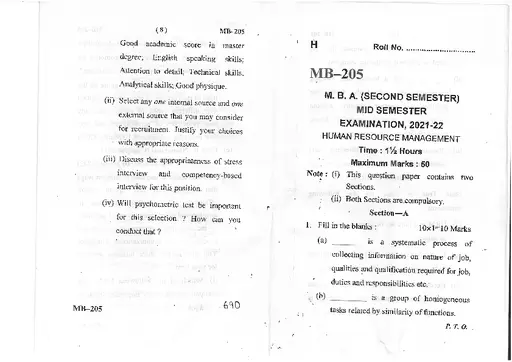 ( 8 ) MB-205
Good academic score in master
degree; English speaking skills;
Attention to detail; Technical skills.
Analytical skills; Good physique.
(ii) Select any one internal source and one
external source that you may consider
for recruitment. Justify your choices
with appropriate reasons.
(iii) Discuss the appropriateness of stress
interview and competency-based
interview for this position.
(iv) Will psychometric test be important
for this selection ? How can you
conduct that ?
MB-205 690
H Roll No. ..............................
MB-205
M. B. A. (SECOND SEMESTER)
MID SEMESTER
EXAMINATION, 2021-22
HUMAN RESOURCE MANAGEMENT
Time : 1½ Hours
Maximum Marks : 50
Note : (i) This question paper contains two
Sections.
(ii) Both Sections are compulsory.
Section—A
1. Fill in the blanks : 10×1=10 Marks
(a) ______ is a systematic process of
collecting information on nature of job,
qualities and qualification required for job,
duties and responsibilities etc.
(b) ________ is a group of homogeneous
tasks related by similarity of functions.
P. T. O.